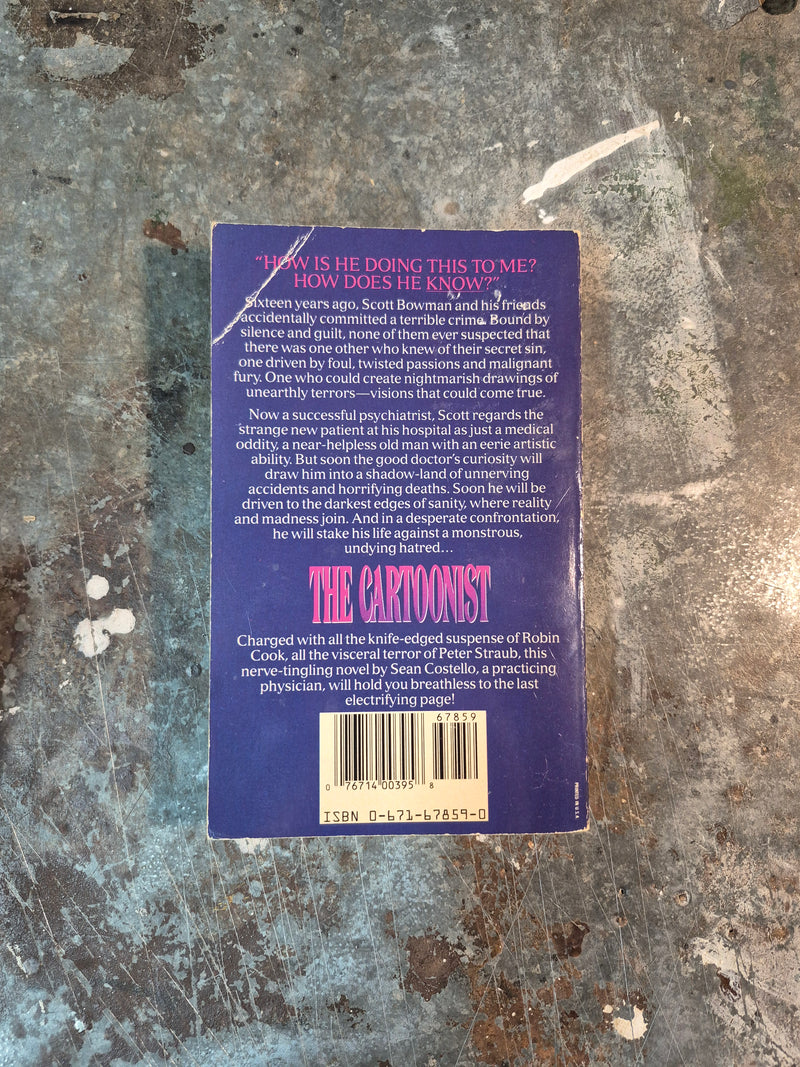 "HOW IS HE DOING THIS TO ME?
HOW DOES HE KNOW?"
Sixteen years ago, Scott Bowman and his friends
accidentally committed a terrible crime. Bound by
silence and guilt, none of them ever suspected that
there was one other who knew of their secret sin,
one driven by foul, twisted passions and malignant
fury. One who could create nightmarish drawings of
unearthly terrors—visions that could come true.
Now a successful psychiatrist, Scott regards the
strange new patient at his hospital as just a medical
oddity, a near-helpless old man with an eerie artistic
ability. But soon the good doctor's curiosity will
draw him into a shadow-land of unnerving
accidents and horrifying deaths. Soon he will be
driven to the darkest edges of sanity, where reality
and madness join. And in a desperate confrontation,
he will stake his life against a monstrous,
undying hatred...
THE CARTOONIST
Charged with all the knife-edged suspense of Robin
Cook, all the visceral terror of Peter Straub, this
nerve-tingling novel by Sean Costello, a practicing
physician, will hold you breathless to the last
electrifying page!
67859
0 76714 00395 8
ISBN 0-671-67859-0
PRINTED IN U.S.A.